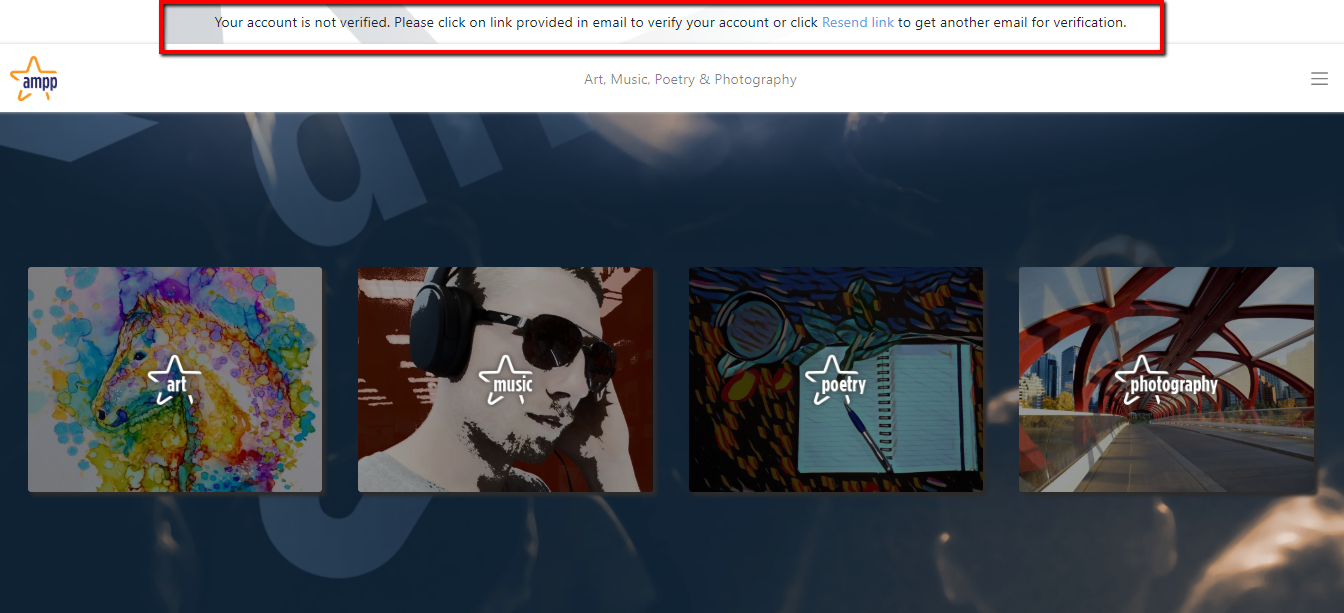 Your account is not verified. Please click on link provided in email to verify your account or click Resend link to get another email for verification.
ampp
Art, Music, Poetry & Photography
art
music
poetry
photography